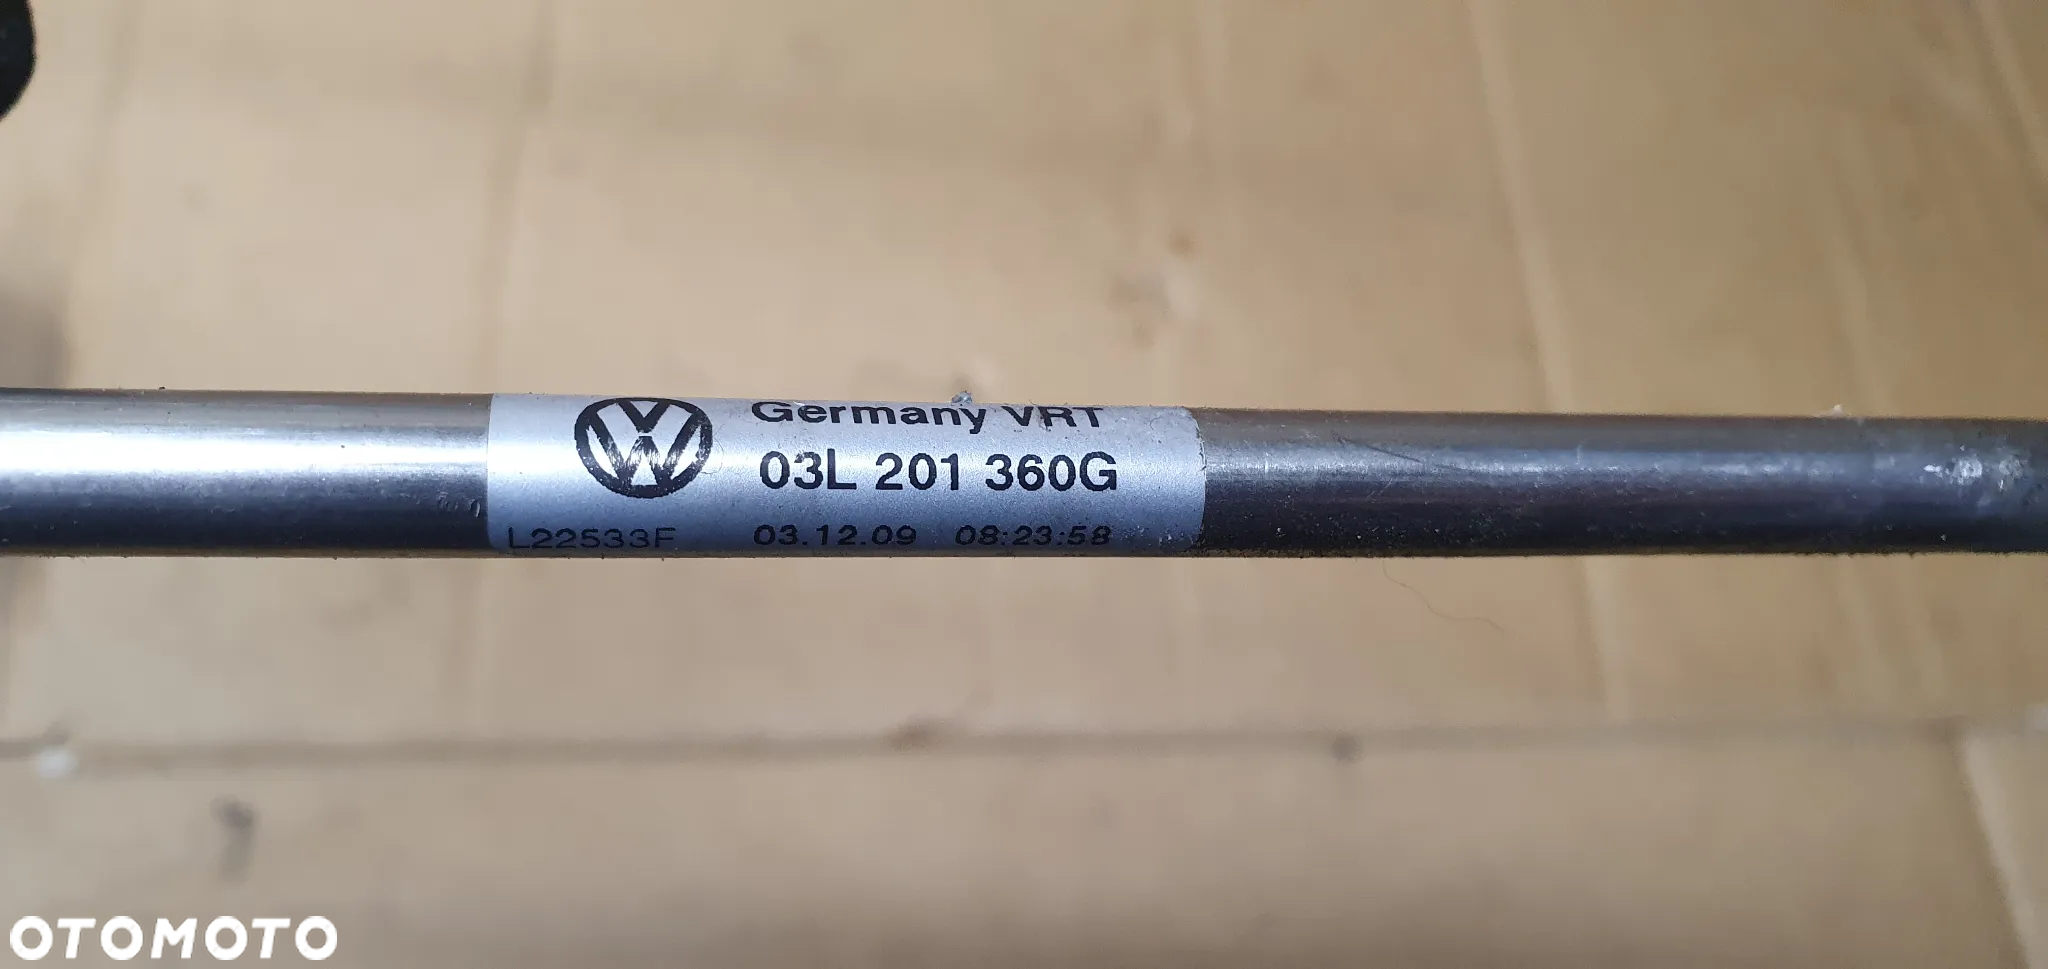 Germany VRT
03L 201 360G
L22533F 03.12.09 08:23:58
OTOMOTO